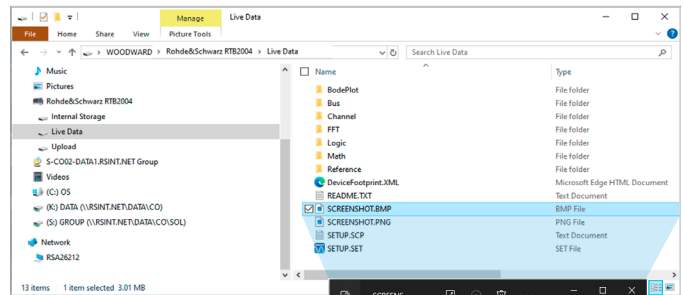 Manage
Live Data
File
Home
Share
View
Picture Tools
WOODWARD > Rohde&Schwarz RTB2004 > Live Data
Search Live Data
Music
Pictures
Rohde&Schwarz RTB2004
Internal Storage
Live Data
Upload
S-CO02-DATA1.RSINT.NET Group
Videos
(C:) OS
(K:) DATA (\\RSINT.NET\DATA\CO)
(S:) GROUP (\\RSINT.NET\DATA\CO\SOL)
Network
RSA26212
Name
Type
BodePlot
File folder
Bus
File folder
Channel
File folder
FFT
File folder
Logic
File folder
Math
File folder
Reference
File folder
DeviceFootprint.XML
Microsoft Edge HTML Document
README.TXT
Text Document
SCREENSHOT.BMP
BMP File
SCREENSHOT.PNG
PNG File
SETUP.SCP
Text Document
SETUP.SET
SET File
13 items
1 item selected 3.01 MB